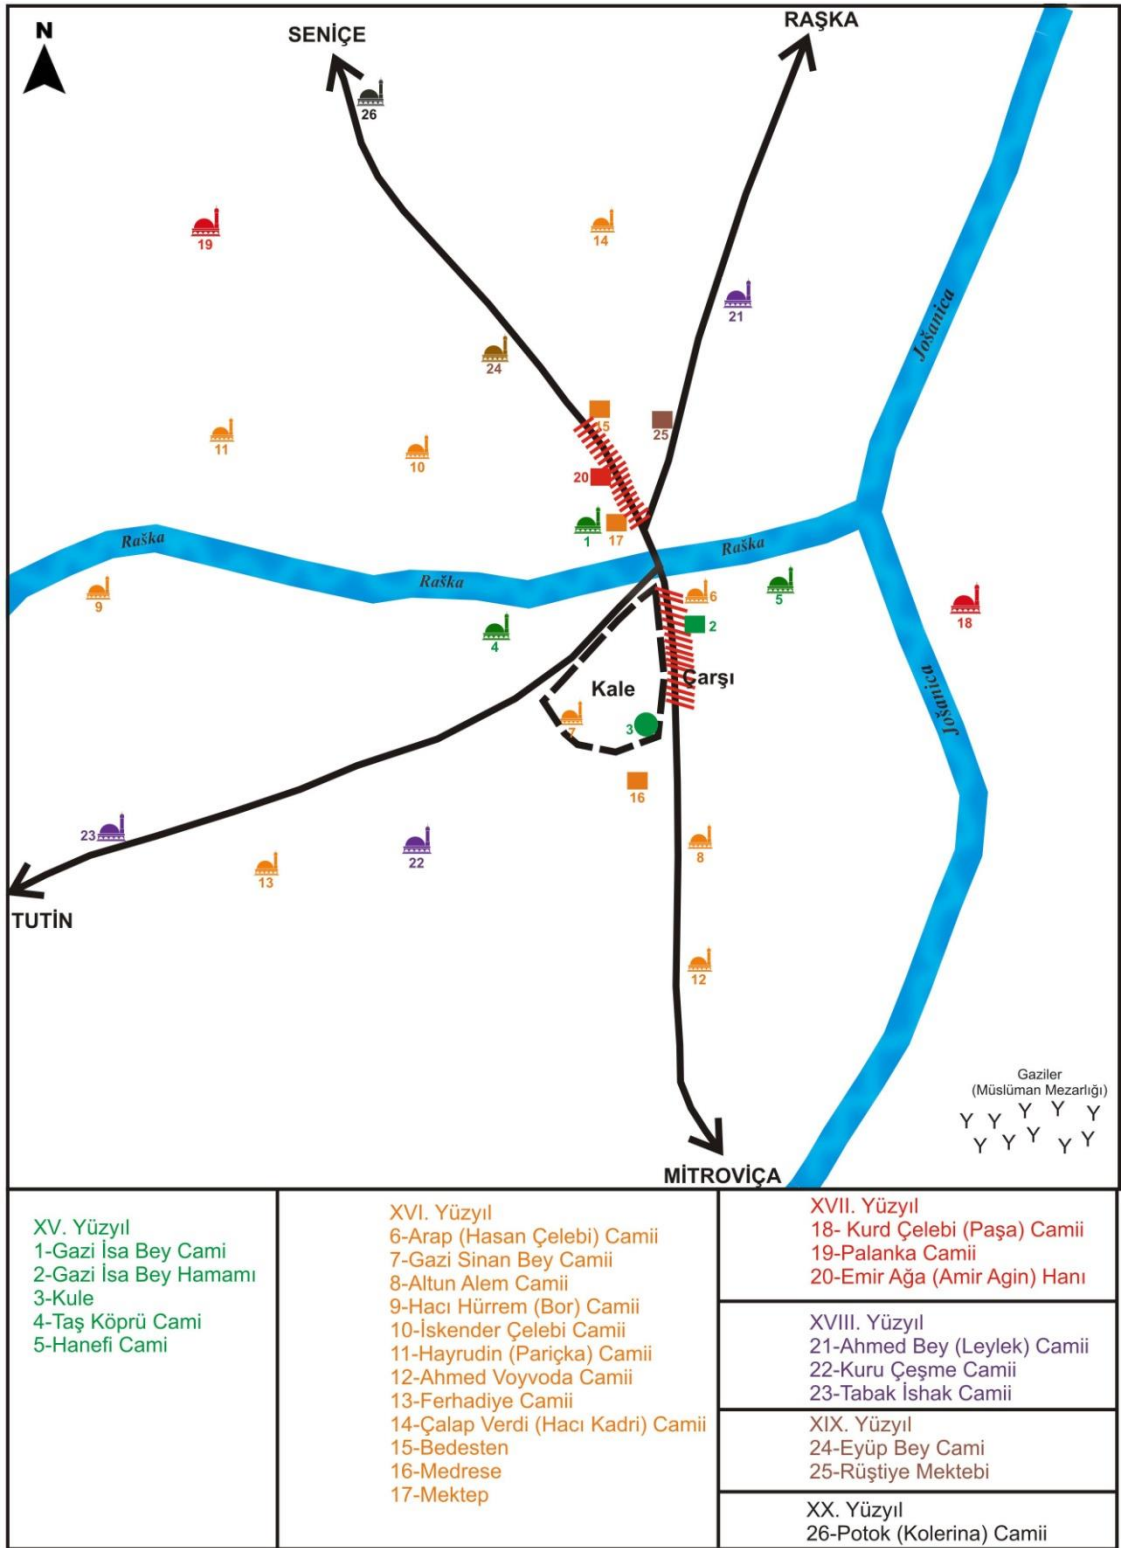 N
SENİÇE
RAŞKA
26
19
14
21
Jošanica
24
15
25
11
10
20
1
17
Raška
Raška
Raška
9
6
5
18
4
2
Kale
Çarşı
Jošanica
7
3
16
23
22
8
13
TUTİN
12
Gaziler
(Müslüman Mezarlığı)
Y Y Y Y Y
Y Y Y Y Y
MİTROVİÇA
XV. Yüzyıl
1-Gazi İsa Bey Cami
2-Gazi İsa Bey Hamamı
3-Kule
4-Taş Köprü Cami
5-Hanefi Cami
XVI. Yüzyıl
6-Arap (Hasan Çelebi) Camii
7-Gazi Sinan Bey Camii
8-Altun Alem Camii
9-Hacı Hürrem (Bor) Camii
10-İskender Çelebi Camii
11-Hayrudin (Pariçka) Camii
12-Ahmed Voyvoda Camii
13-Ferhadiye Camii
14-Çalap Verdi (Hacı Kadri) Camii
15-Bedesten
16-Medrese
17-Mektep
XVII. Yüzyıl
18- Kurd Çelebi (Paşa) Camii
19-Palanka Camii
20-Emir Ağa (Amir Agin) Hanı
XVIII. Yüzyıl
21-Ahmed Bey (Leylek) Camii
22-Kuru Çeşme Camii
23-Tabak İshak Camii
XIX. Yüzyıl
24-Eyüp Bey Cami
25-Rüştiye Mektebi
XX. Yüzyıl
26-Potok (Kolerina) Camii